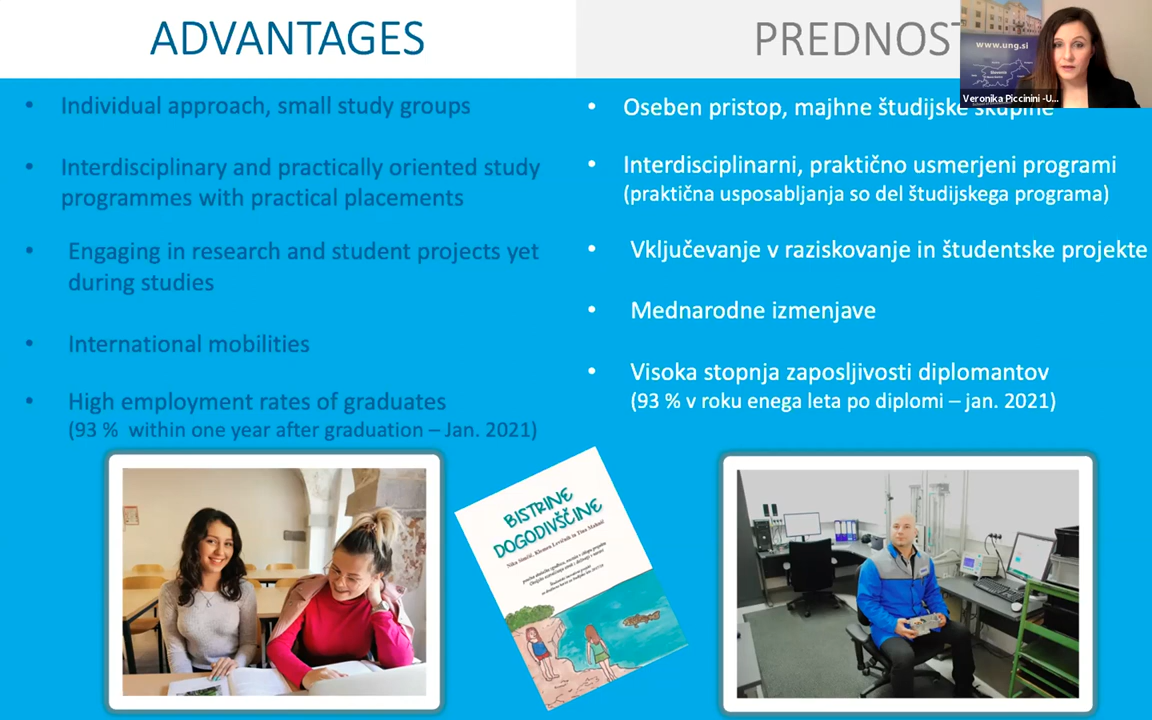 ADVANTAGES
• Individual approach, small study groups
• Interdisciplinary and practically oriented study
programmes with practical placements
• Engaging in research and student projects yet
during studies
• International mobilities
• High employment rates of graduates
(93 % within one year after graduation – Jan. 2021)
PREDNOST
• Oseben pristop, majhne študijske skupine
• Interdisciplinarni, praktično usmerjeni programi
(praktična usposabljanja so del študijskega programa)
• Vključevanje v raziskovanje in študentske projekte
• Mednarodne izmenjave
• Visoka stopnja zaposljivosti diplomantov
(93 % v roku enega leta po diplomi – jan. 2021)
www.ung.si
Slovenia
Veronika Piccinini -U...
BISTRINE
DOGODIVŠČINE